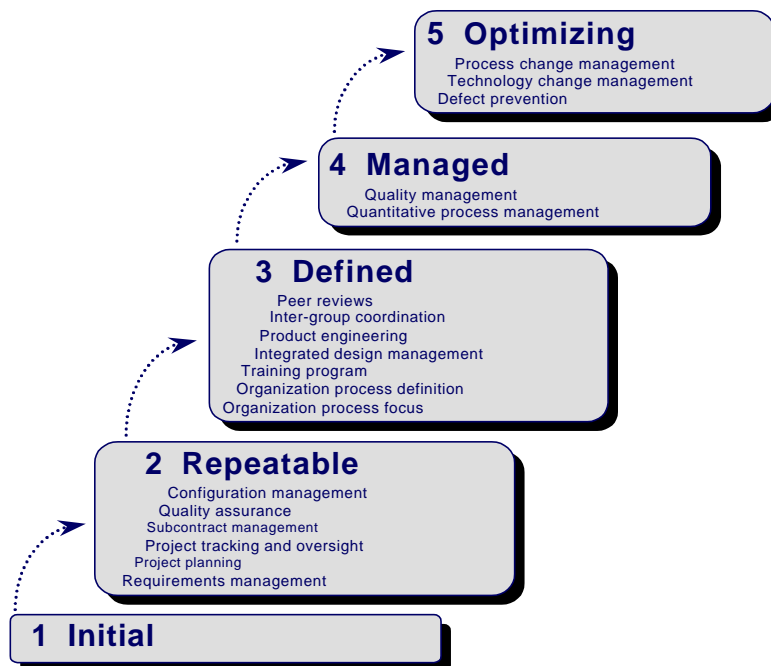 5 Optimizing
Process change management
Technology change management
Defect prevention
4 Managed
Quality management
Quantitative process management
3 Defined
Peer reviews
Inter-group coordination
Product engineering
Integrated design management
Training program
Organization process definition
Organization process focus
2 Repeatable
Configuration management
Quality assurance
Subcontract management
Project tracking and oversight
Project planning
Requirements management
1 Initial